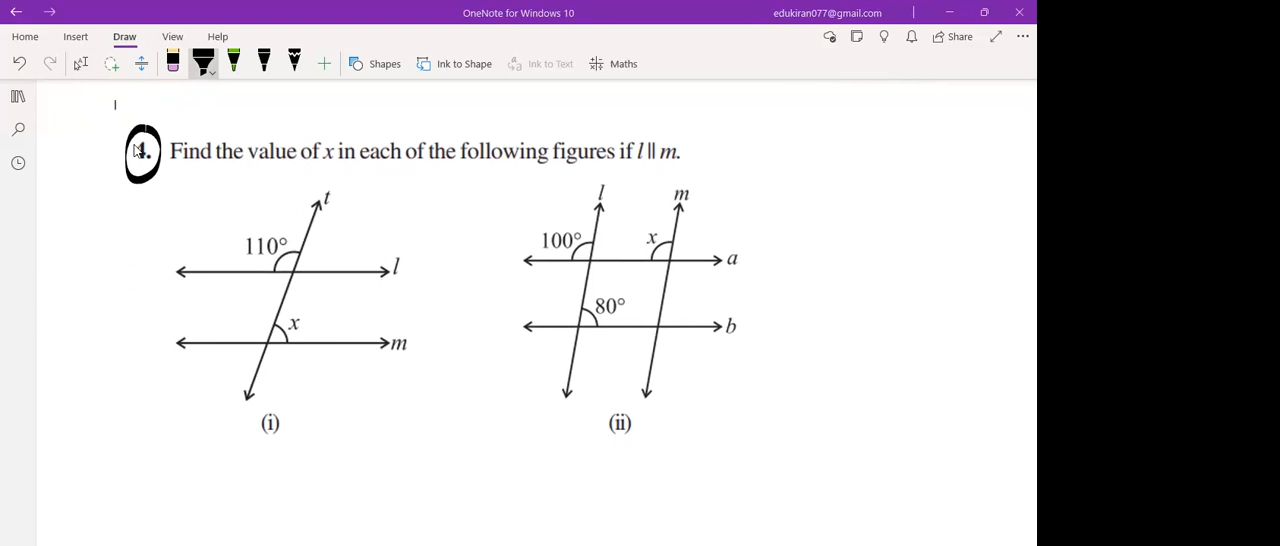 OneNote for Windows 10
edukiran077@gmail.com
Home Insert Draw View Help
Share
Shapes
Ink to Shape
Ink to Text
Maths
4. Find the value of x in each of the following figures if l || m.
t
110°
l
x
m
(i)
l
m
100°
x
a
80°
b
(ii)